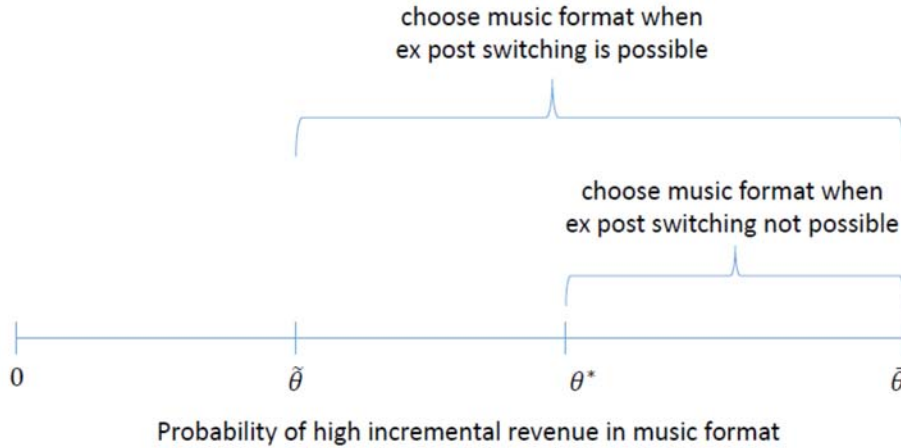 choose music format when
ex post switching is possible
choose music format when
ex post switching not possible
0 θ̃ θ* θ̄
Probability of high incremental revenue in music format